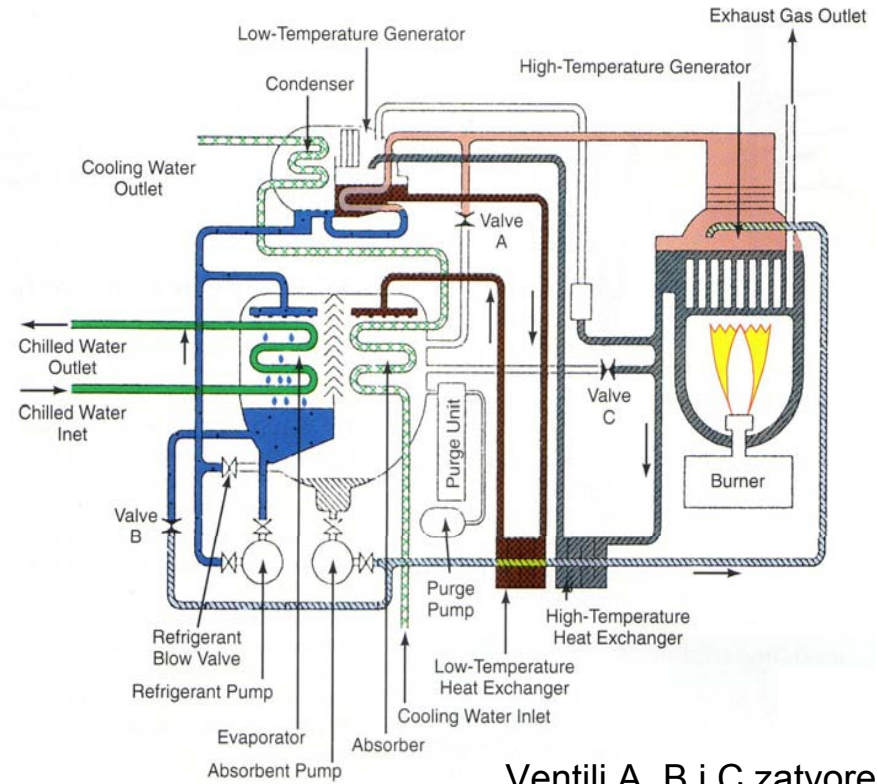 Exhaust Gas Outlet
Low-Temperature Generator
High-Temperature Generator
Condenser
Cooling Water
Outlet
Valve
A
Chilled Water
Outlet
Chilled Water
Inet
Valve
C
Purge Unit
Burner
Valve
B
Purge
Pump
Refrigerant
Blow Valve
High-Temperature
Heat Exchanger
Low-Temperature
Heat Exchanger
Refrigerant Pump
Cooling Water Inlet
Evaporator
Absorber
Absorbent Pump
Ventili A, B i C zatvore